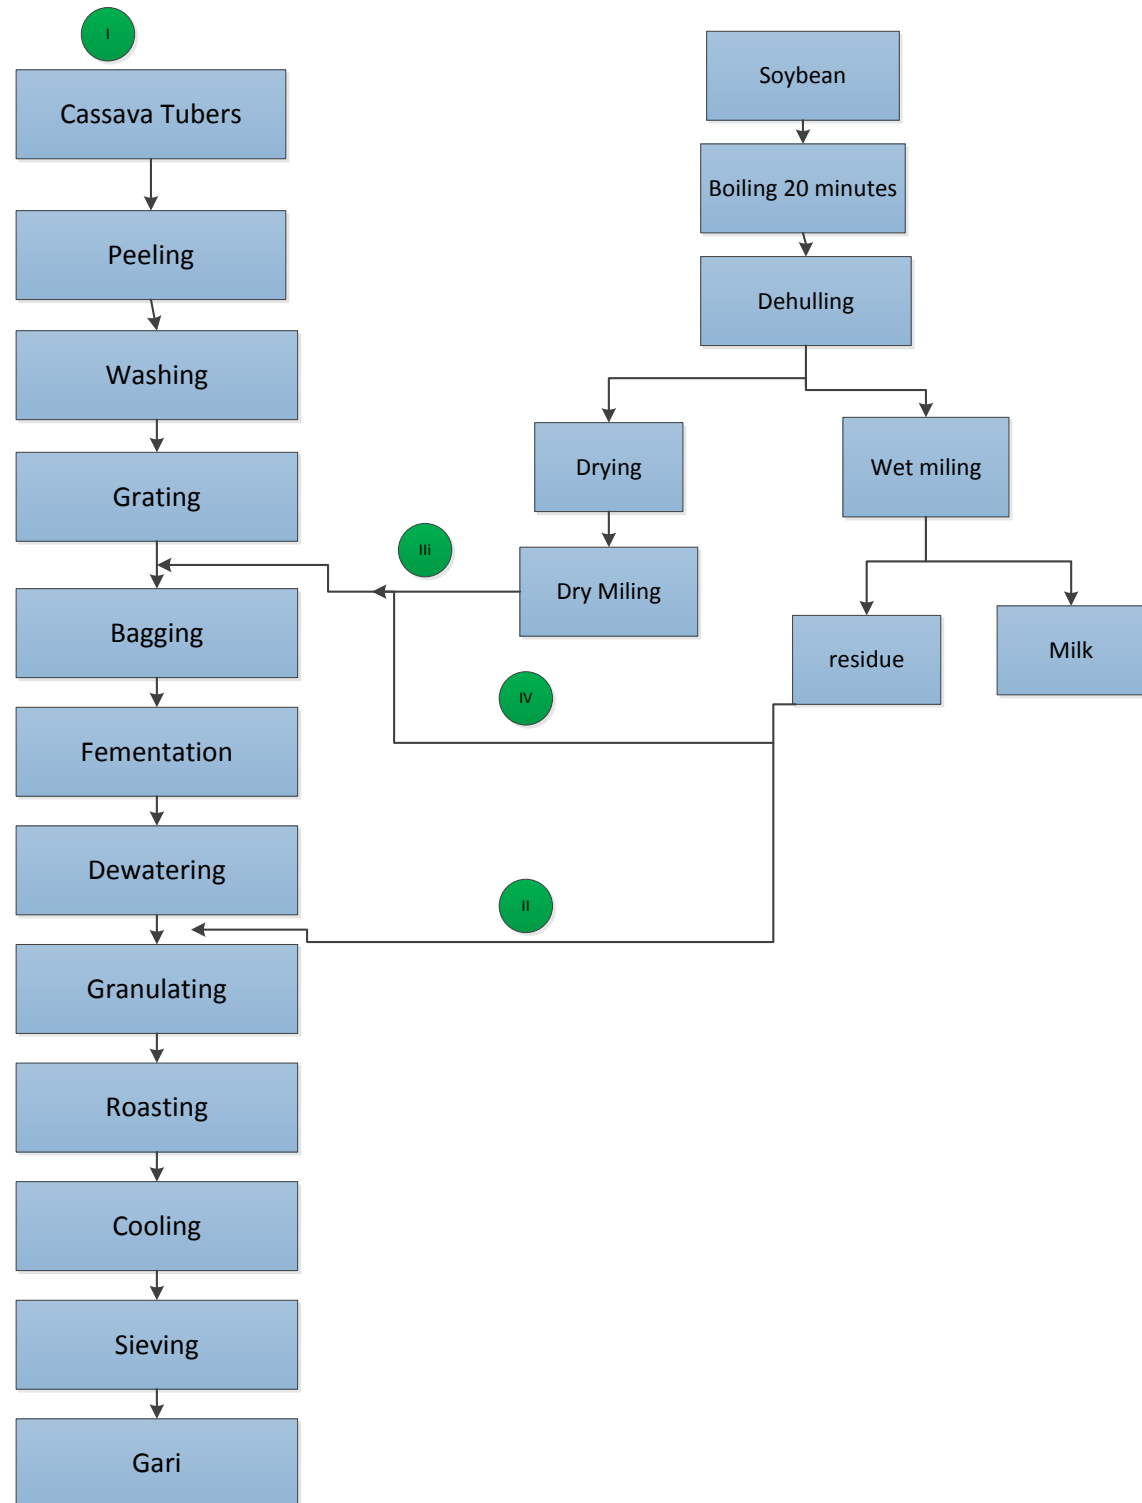 I
Cassava Tubers
Peeling
Washing
Grating
Bagging
Fementation
Dewatering
Granulating
Roasting
Cooling
Sieving
Gari
Soybean
Boiling 20 minutes
Dehulling
Drying
Wet miling
IIi
Dry Miling
residue
Milk
IV
II